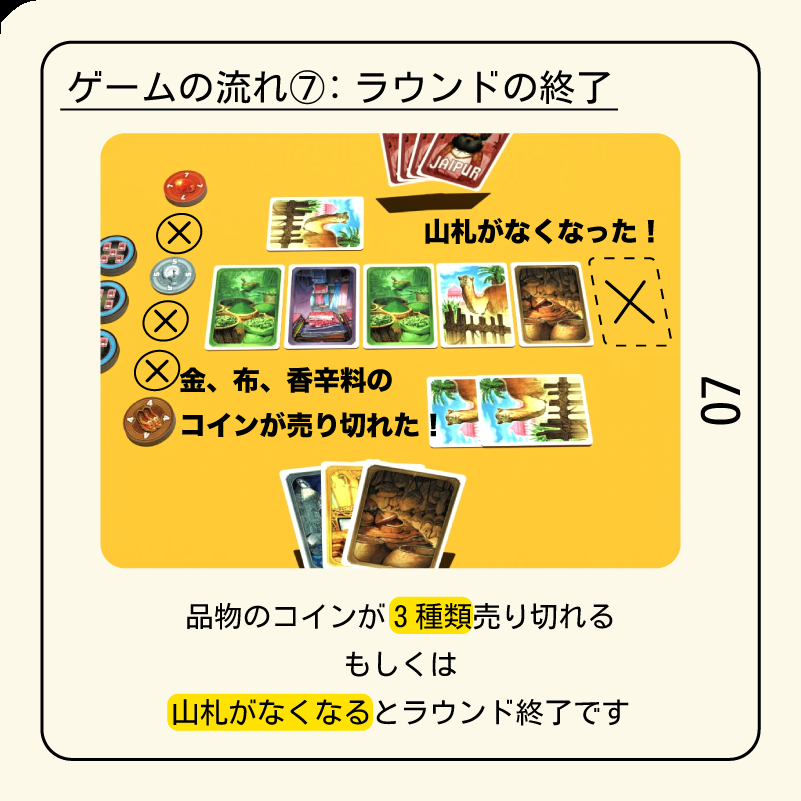 ゲームの流れ⑦：ラウンドの終了
JAIPUR
山札がなくなった！
金、布、香辛料の
コインが売り切れた！
07
品物のコインが３種類売り切れる
もしくは
山札がなくなるとラウンド終了です